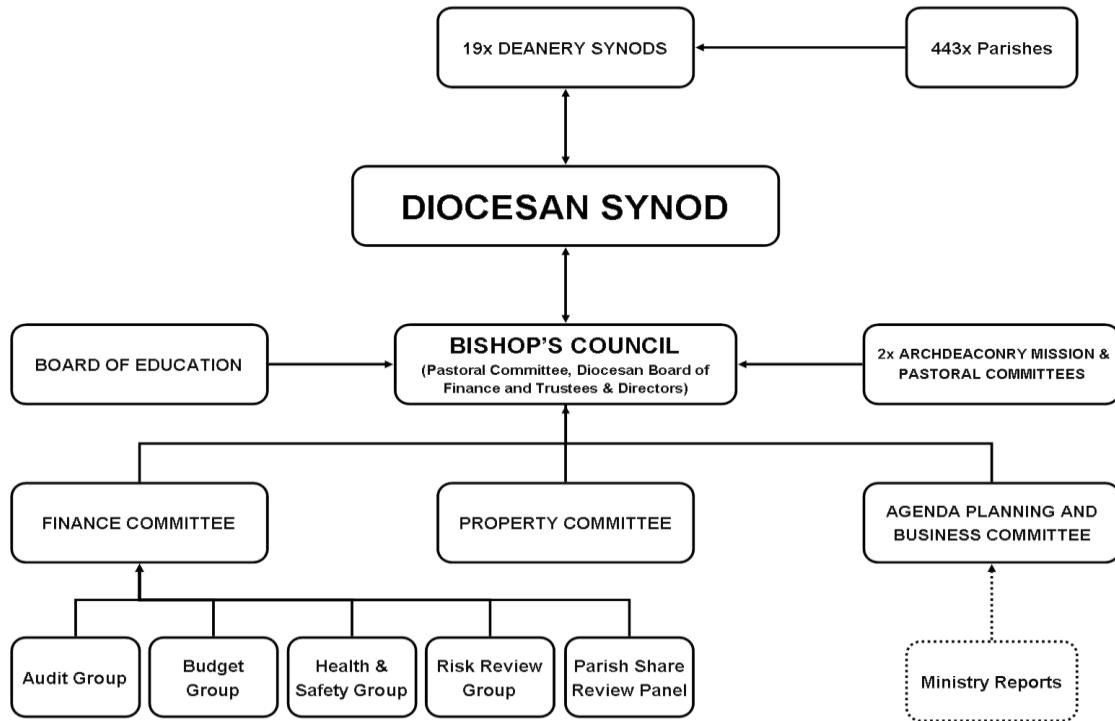 19x DEANERY SYNODS
443x Parishes
DIOCESAN SYNOD
BOARD OF EDUCATION
BISHOP'S COUNCIL
(Pastoral Committee, Diocesan Board of
Finance and Trustees & Directors)
2x ARCHDEACONRY MISSION &
PASTORAL COMMITTEES
FINANCE COMMITTEE
PROPERTY COMMITTEE
AGENDA PLANNING AND
BUSINESS COMMITTEE
Audit Group
Budget
Group
Health &
Safety Group
Risk Review
Group
Parish Share
Review Panel
Ministry Reports